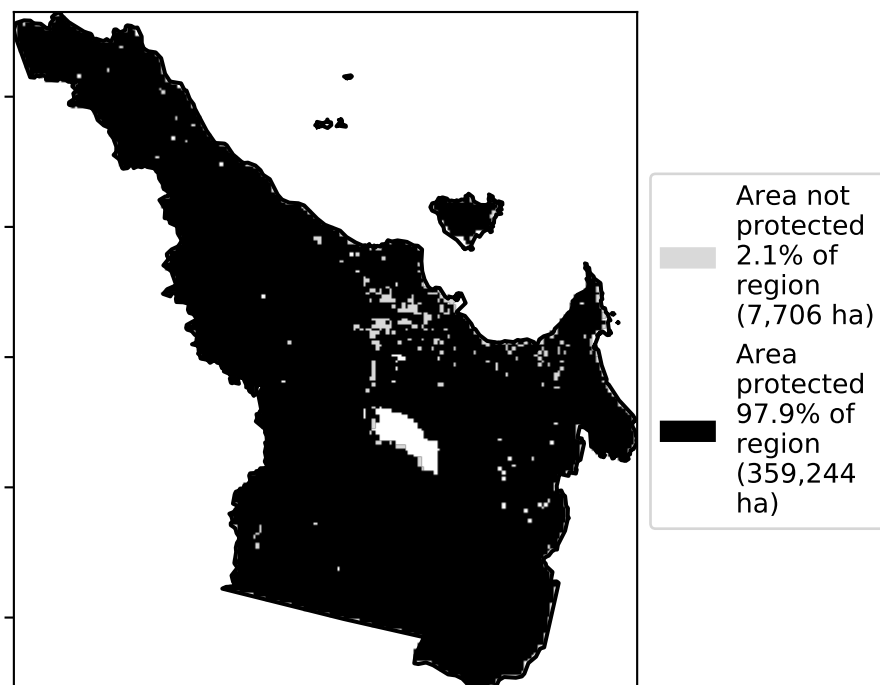 Area not
protected
2.1% of
region
(7,706 ha)
Area
protected
97.9% of
region
(359,244
ha)